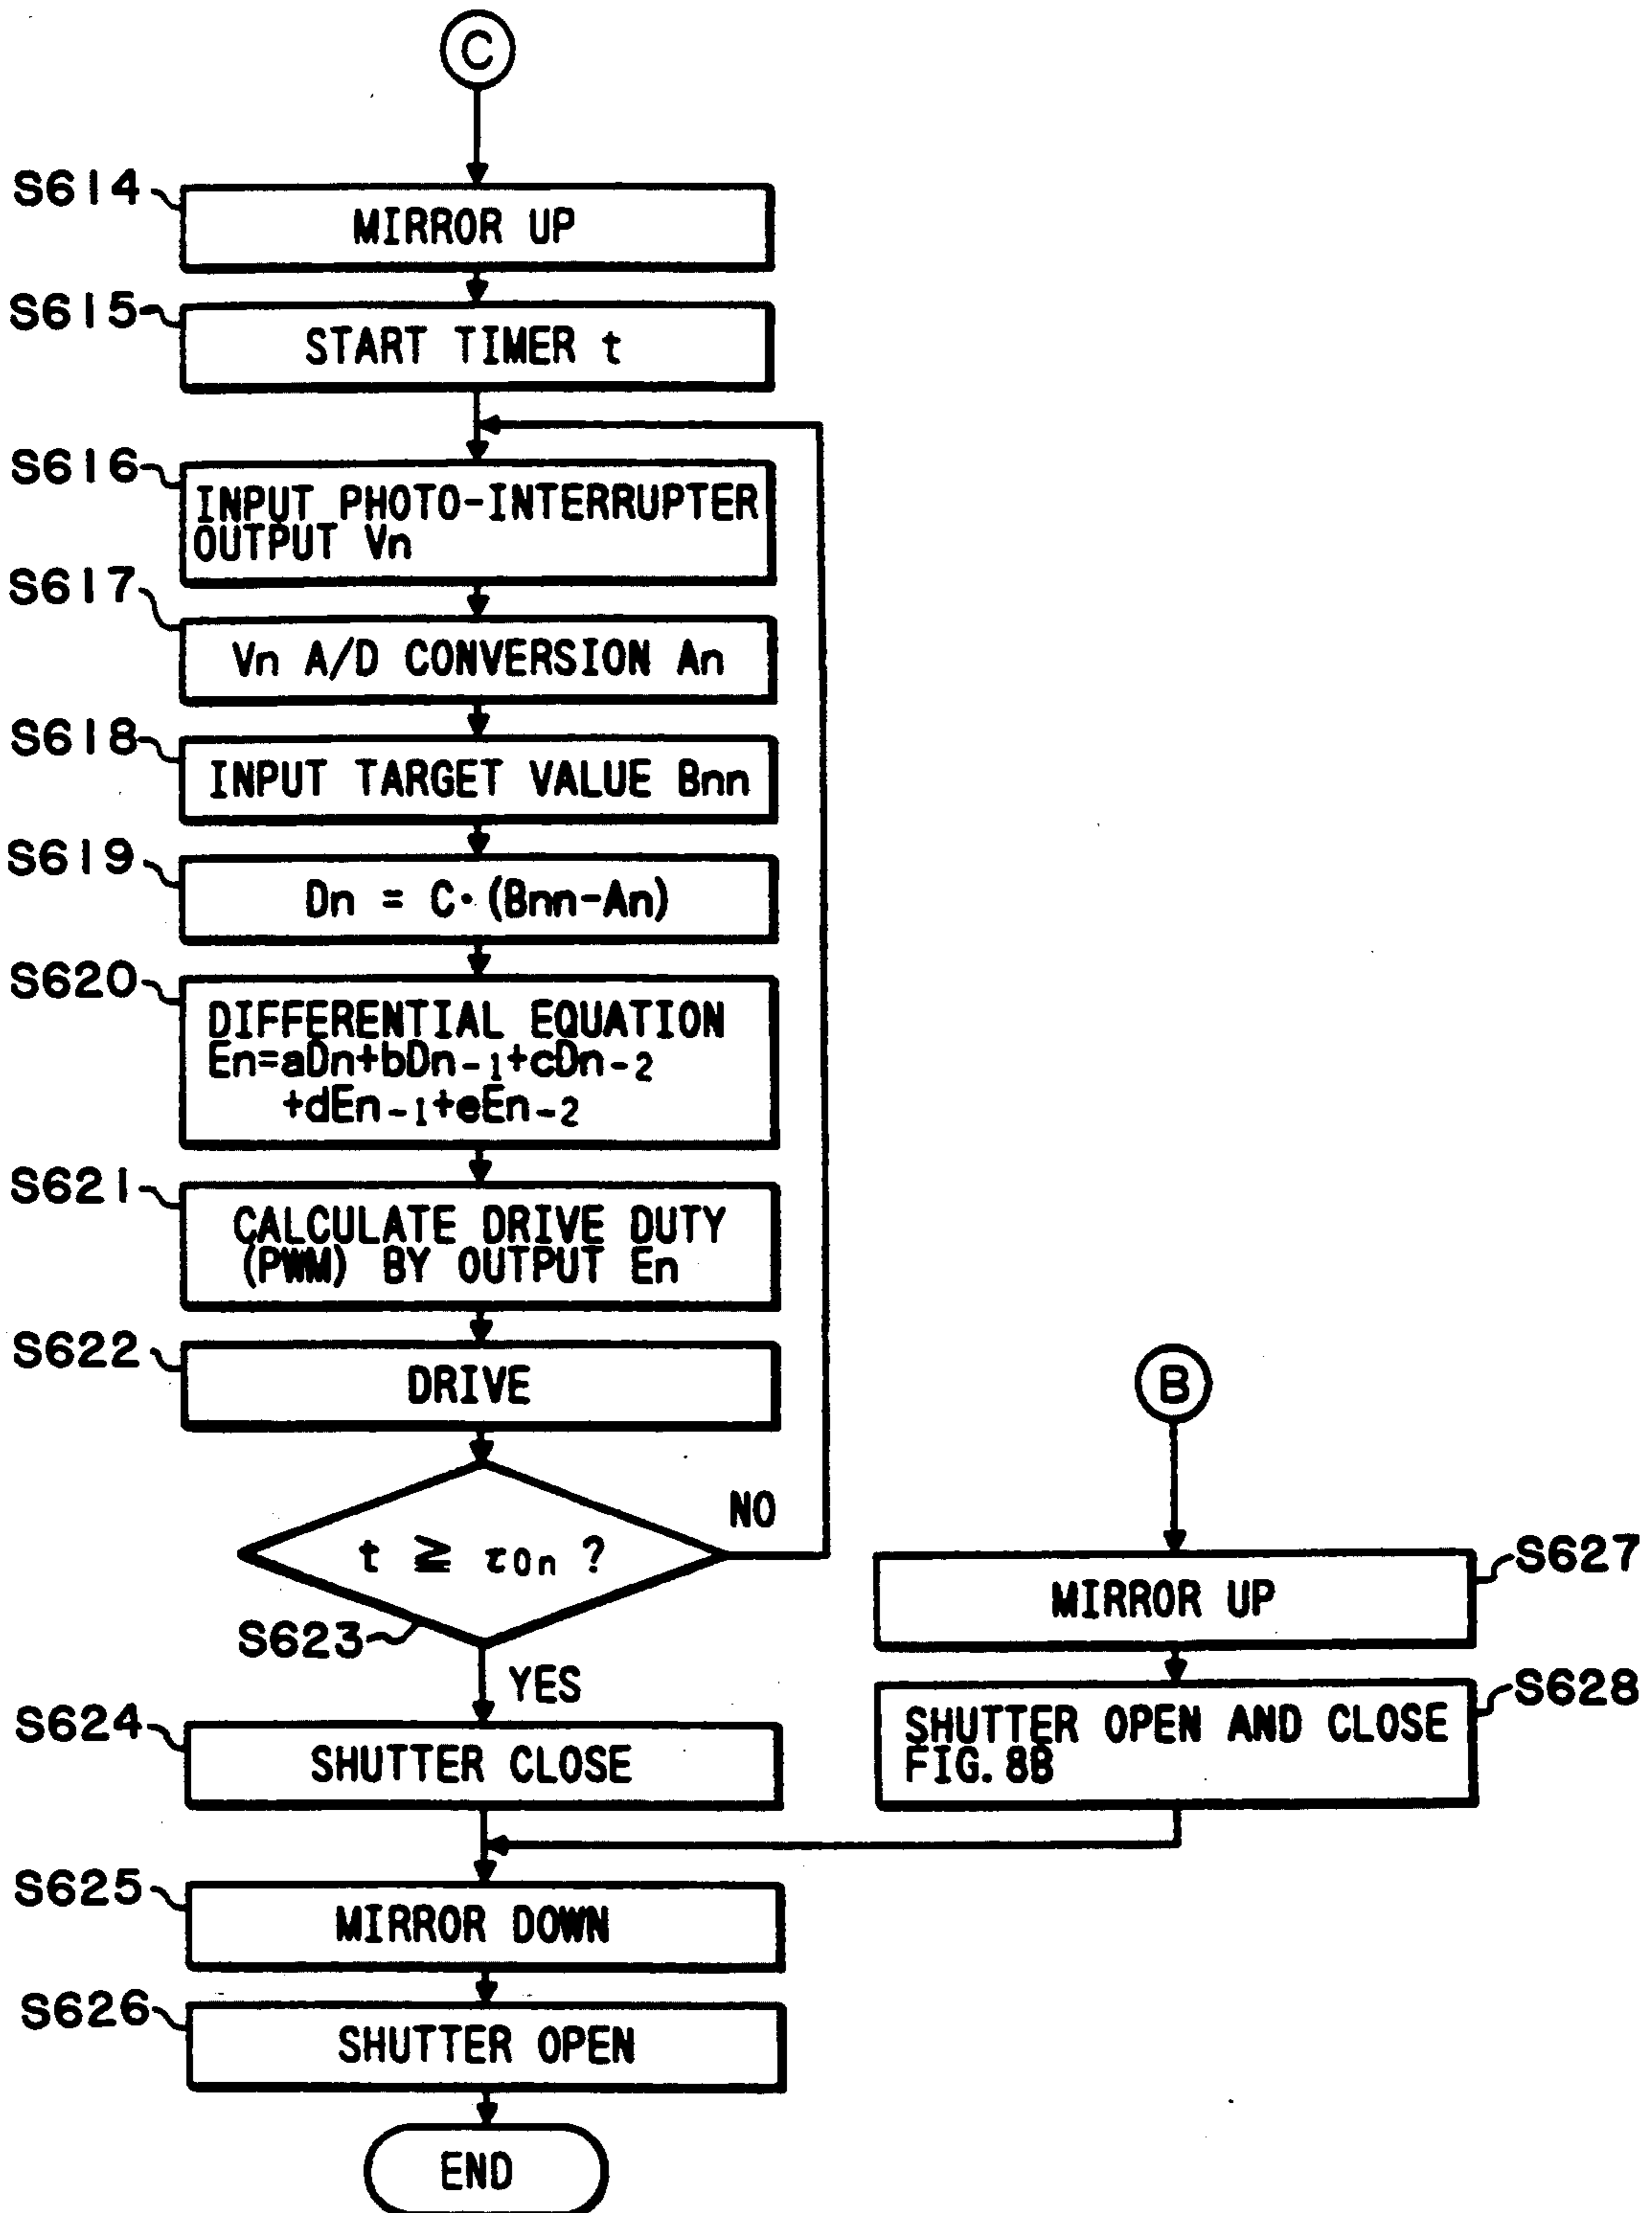 C
S614
MIRROR UP
S615
START TIMER t
S616
INPUT PHOTO-INTERRUPTER
OUTPUT Vn
S617
Vn A/D CONVERSION An
S618
INPUT TARGET VALUE Bnn
S619
Dn = C·(Bnn-An)
S620
DIFFERENTIAL EQUATION
En=aDn+bDn-1+cDn-2
+dEn-1+eEn-2
S621
CALCULATE DRIVE DUTY
(PWM) BY OUTPUT En
S622
DRIVE
t ≧ τ0n ?
NO
S623
YES
S624
SHUTTER CLOSE
B
MIRROR UP
S627
SHUTTER OPEN AND CLOSE
FIG. 8B
S628
S625
MIRROR DOWN
S626
SHUTTER OPEN
END